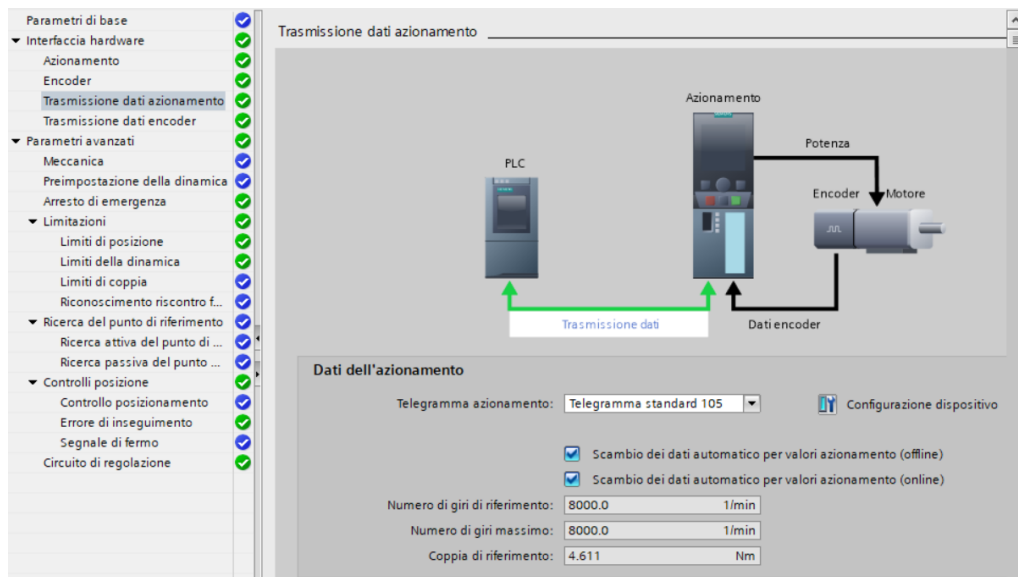 Parametri di base
Interfaccia hardware
Azionamento
Encoder
Trasmissione dati azionamento
Trasmissione dati encoder
Parametri avanzati
Meccanica
Preimpostazione della dinamica
Arresto di emergenza
Limitazioni
Limiti di posizione
Limiti della dinamica
Limiti di coppia
Riconoscimento riscontro f...
Ricerca del punto di riferimento
Ricerca attiva del punto di ...
Ricerca passiva del punto ...
Controlli posizione
Controllo posizionamento
Errore di inseguimento
Segnale di fermo
Circuito di regolazione
Trasmissione dati azionamento
Azionamento
Potenza
PLC
Encoder Motore
Trasmissione dati
Dati encoder
Dati dell'azionamento
Telegramma azionamento: Telegramma standard 105 Configurazione dispositivo
Scambio dei dati automatico per valori azionamento (offline)
Scambio dei dati automatico per valori azionamento (online)
Numero di giri di riferimento: 8000.0 1/min
Numero di giri massimo: 8000.0 1/min
Coppia di riferimento: 4.611 Nm